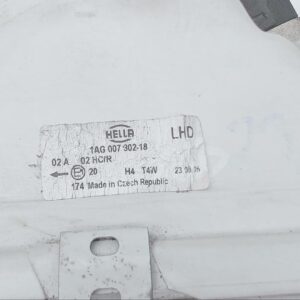 HELLA
LHD
1AG 007 302-18
02 A 02 HC/R
20 H4 T4W
174 Made in Czech Republic